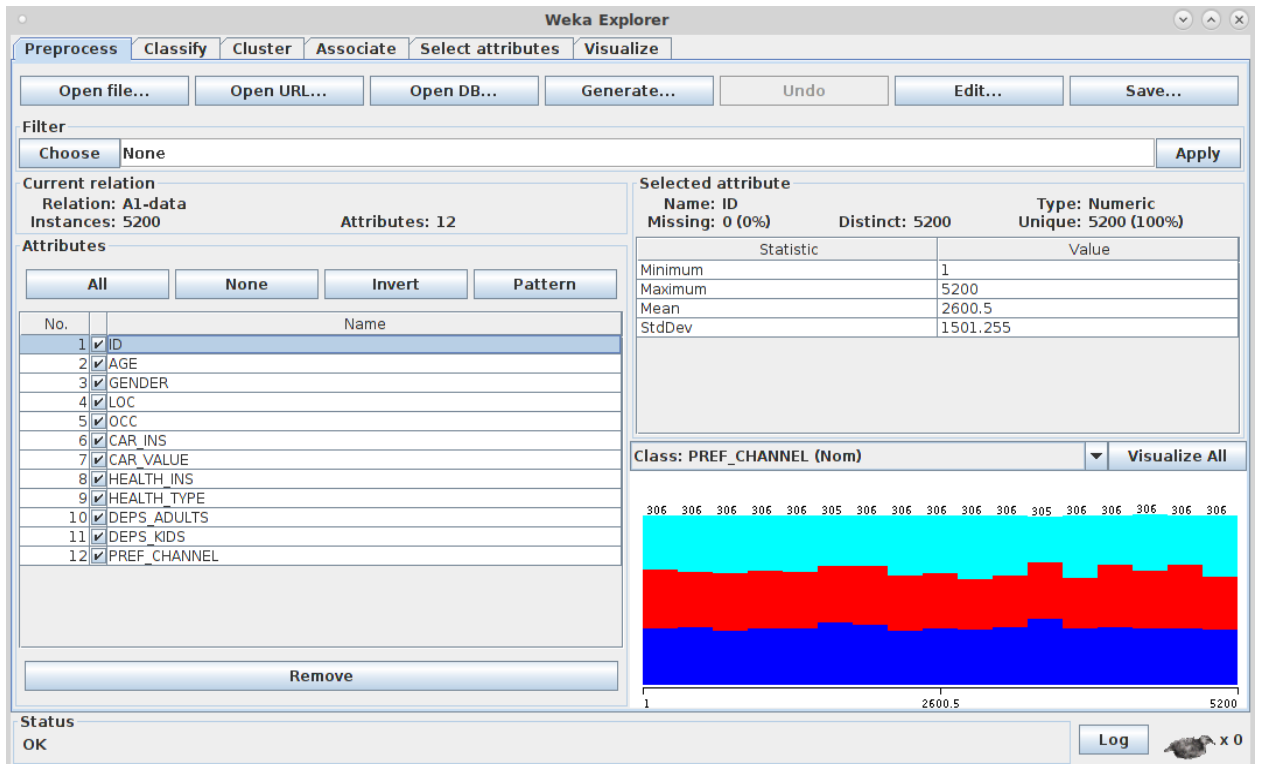 Weka Explorer
Preprocess Classify Cluster Associate Select attributes Visualize
Open file... Open URL... Open DB... Generate... Undo Edit... Save...
Filter
Choose None Apply
Current relation
Relation: A1-data
Instances: 5200 Attributes: 12
Attributes
All None Invert Pattern
No. Name
1 ID
2 AGE
3 GENDER
4 LOC
5 OCC
6 CAR_INS
7 CAR_VALUE
8 HEALTH_INS
9 HEALTH_TYPE
10 DEPS_ADULTS
11 DEPS_KIDS
12 PREF_CHANNEL
Remove
Selected attribute
Name: ID Type: Numeric
Missing: 0 (0%) Distinct: 5200 Unique: 5200 (100%)
Statistic Value
Minimum 1
Maximum 5200
Mean 2600.5
StdDev 1501.255
Class: PREF_CHANNEL (Nom) Visualize All
306 306 306 306 306 305 306 306 306 306 306 305 306 306 306 306 306
1 2600.5 5200
Status
OK Log x 0